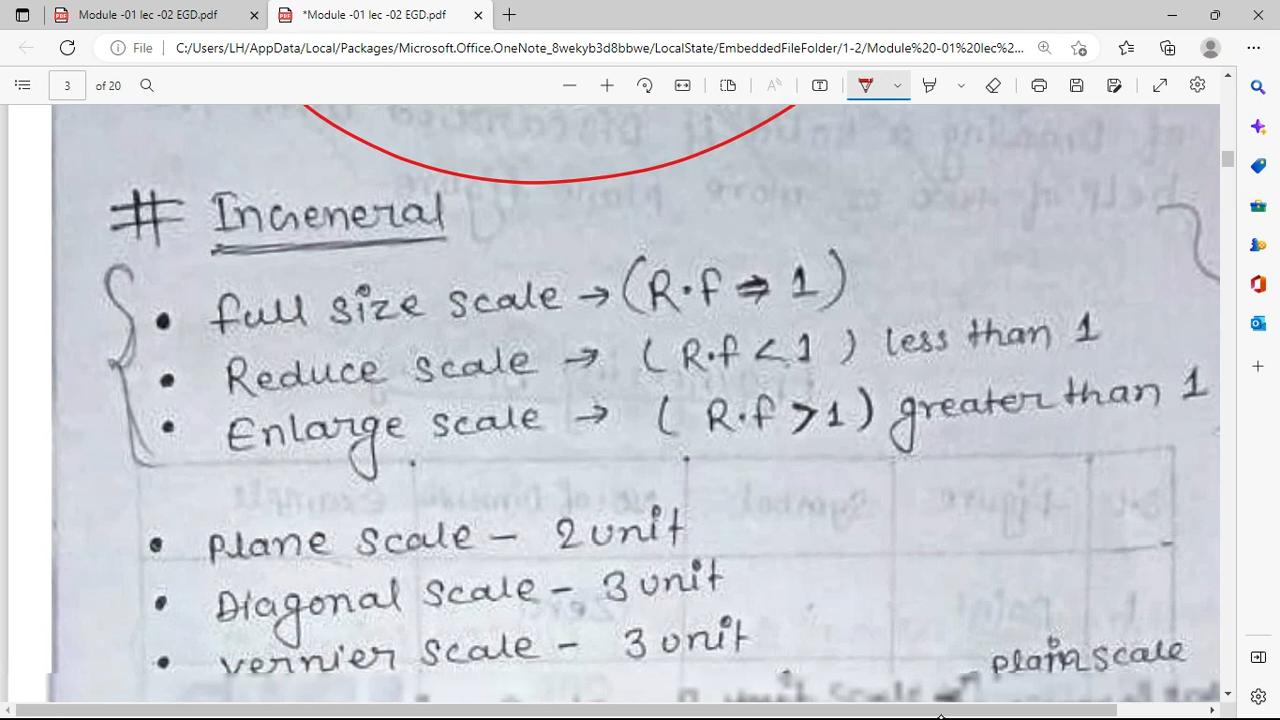 Module -01 lec -02 EGD.pdf
*Module -01 lec -02 EGD.pdf
File
C:/Users/LH/AppData/Local/Packages/Microsoft.Office.OneNote_8wekyb3d8bbwe/LocalState/EmbeddedFileFolder/1-2/Module%20-01%20lec%2...
3 of 20
# Ingeneral
• full size scale → (R.f = 1)
• Reduce scale → (R.f < 1) less than 1
• Enlarge scale → (R.f > 1) greater than 1
• plane scale - 2 unit
• Diagonal scale - 3 unit
• vernier scale - 3 unit
plain scale